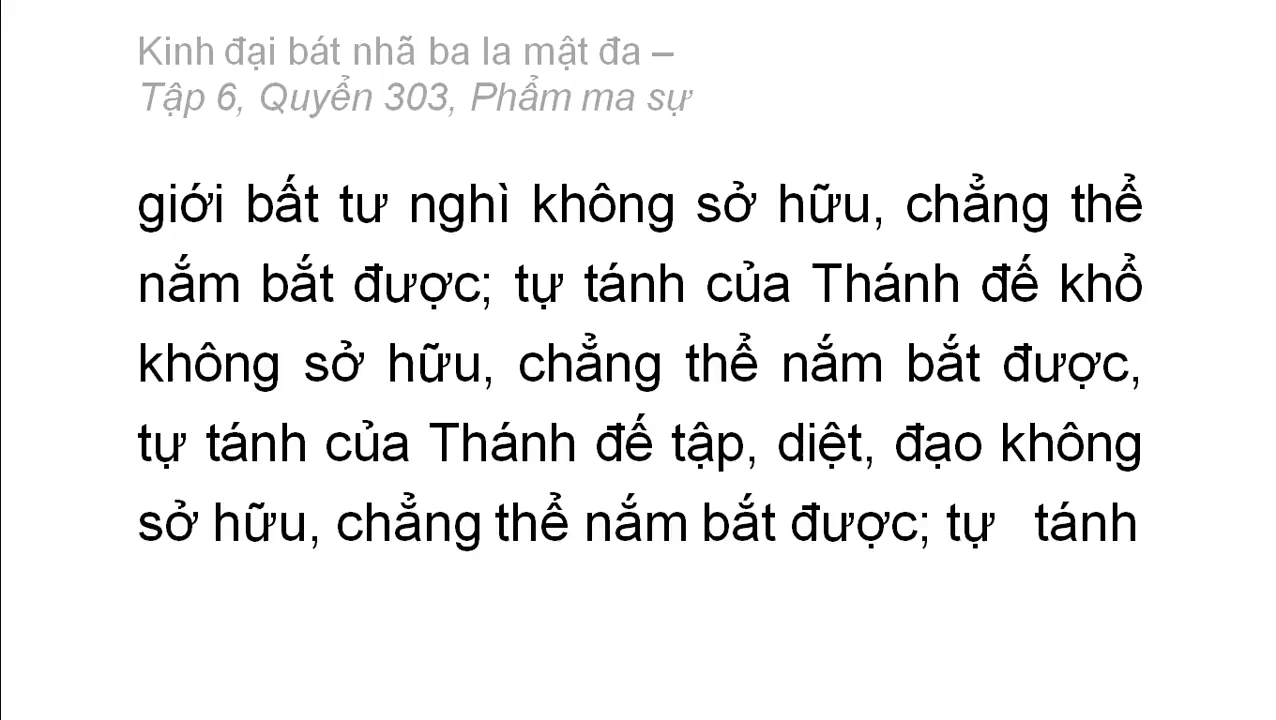 Kinh đại bát nhã ba la mật đa –
Tập 6, Quyển 303, Phẩm ma sự
giới bất tư nghì không sở hữu, chẳng thể
nắm bắt được; tự tánh của Thánh đế khổ
không sở hữu, chẳng thể nắm bắt được,
tự tánh của Thánh đế tập, diệt, đạo không
sở hữu, chẳng thể nắm bắt được; tự tánh